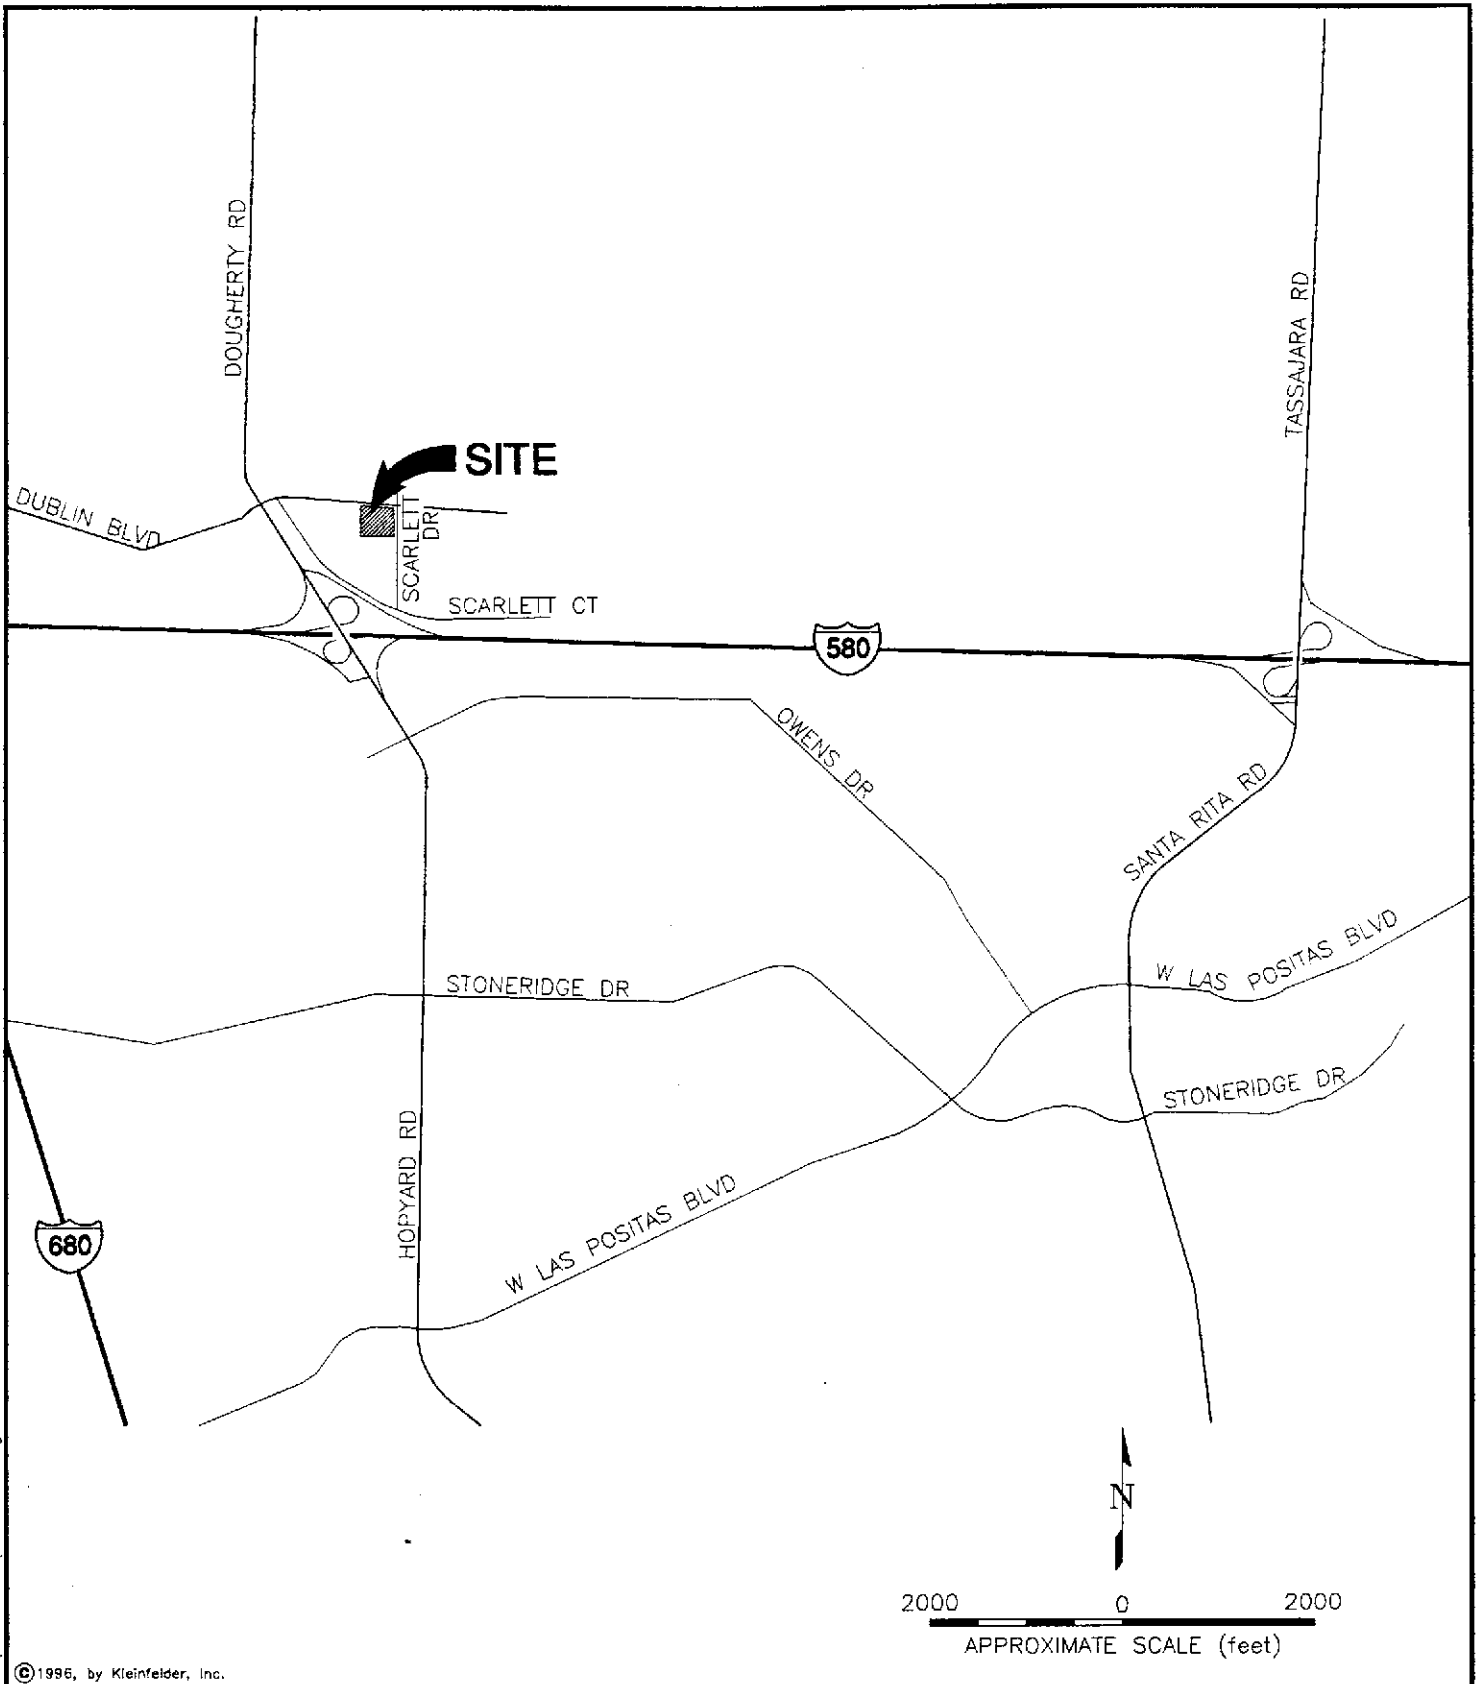 DOUGHERTY RD
TASSAJARA RD
SITE
DUBLIN BLVD
SCARLETT
DR
SCARLETT CT
580
OWENS DR
SANTA RITA RD
W LAS POSITAS BLVD
STONERIDGE DR
STONERIDGE DR
HOPYARD RD
W LAS POSITAS BLVD
680
N
2000 0 2000
APPROXIMATE SCALE (feet)
©1996, by Kleinfelder, Inc.